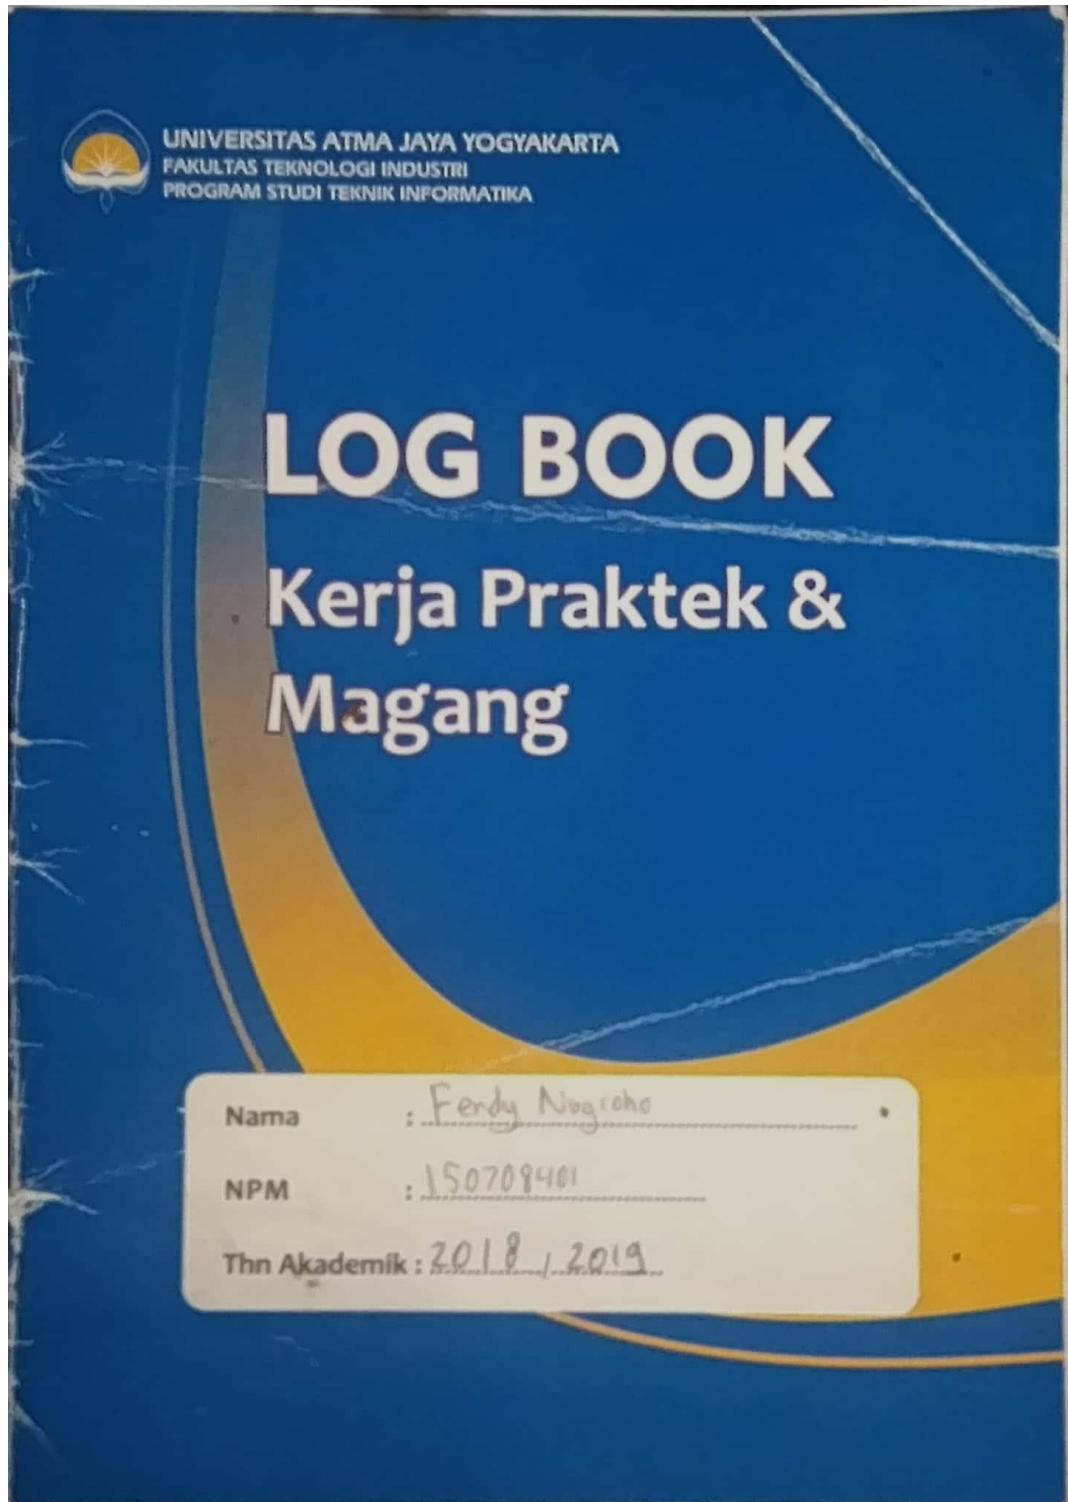 UNIVERSITAS ATMA JAYA YOGYAKARTA
FAKULTAS TEKNOLOGI INDUSTRI
PROGRAM STUDI TEKNIK INFORMATIKA
LOG BOOK
Kerja Praktek &
Magang
Nama : Ferdy Nugroho
NPM : 150708401
Thn Akademik : 2018 / 2019